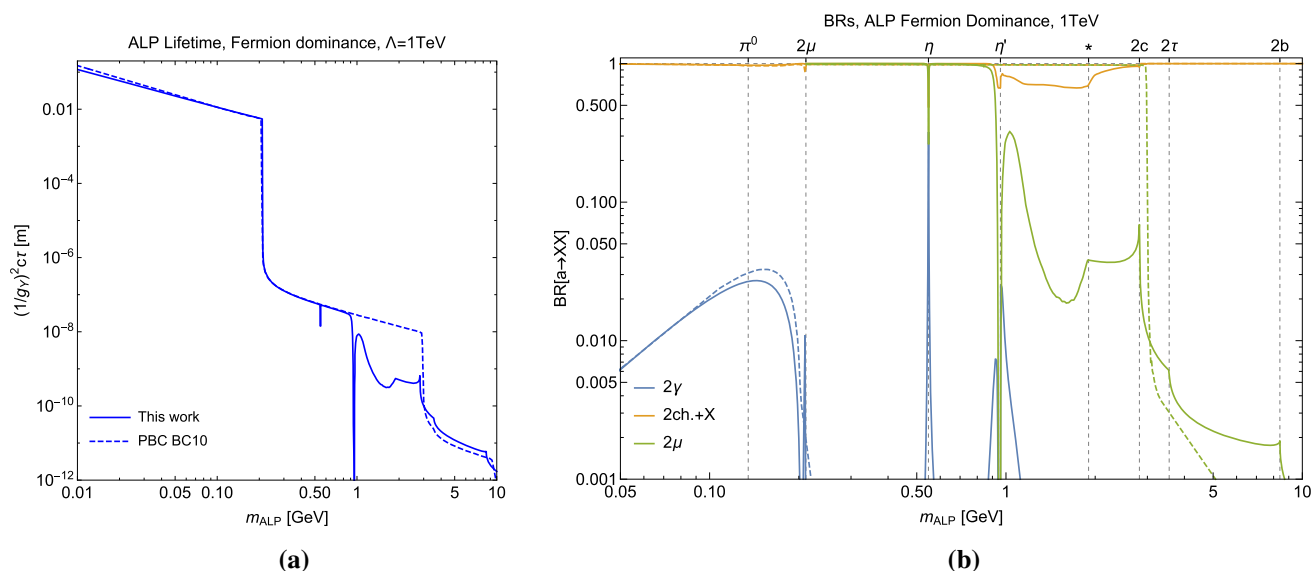 ALP Lifetime, Fermion dominance, Λ=1TeV
0.01
10⁻⁴
10⁻⁶
10⁻⁸
10⁻¹⁰
10⁻¹²
(1/g_Y)²cτ [m]
This work
PBC BC10
0.01 0.05 0.10 0.50 1 5 10
m_ALP [GeV]
(a)
BRs, ALP Fermion Dominance, 1TeV
π⁰ 2μ η η' * 2c 2τ 2b
1
0.500
0.100
0.050
0.010
0.005
0.001
BR[a→XX]
2γ
2ch.+X
2μ
0.05 0.10 0.50 1 5 10
m_ALP [GeV]
(b)